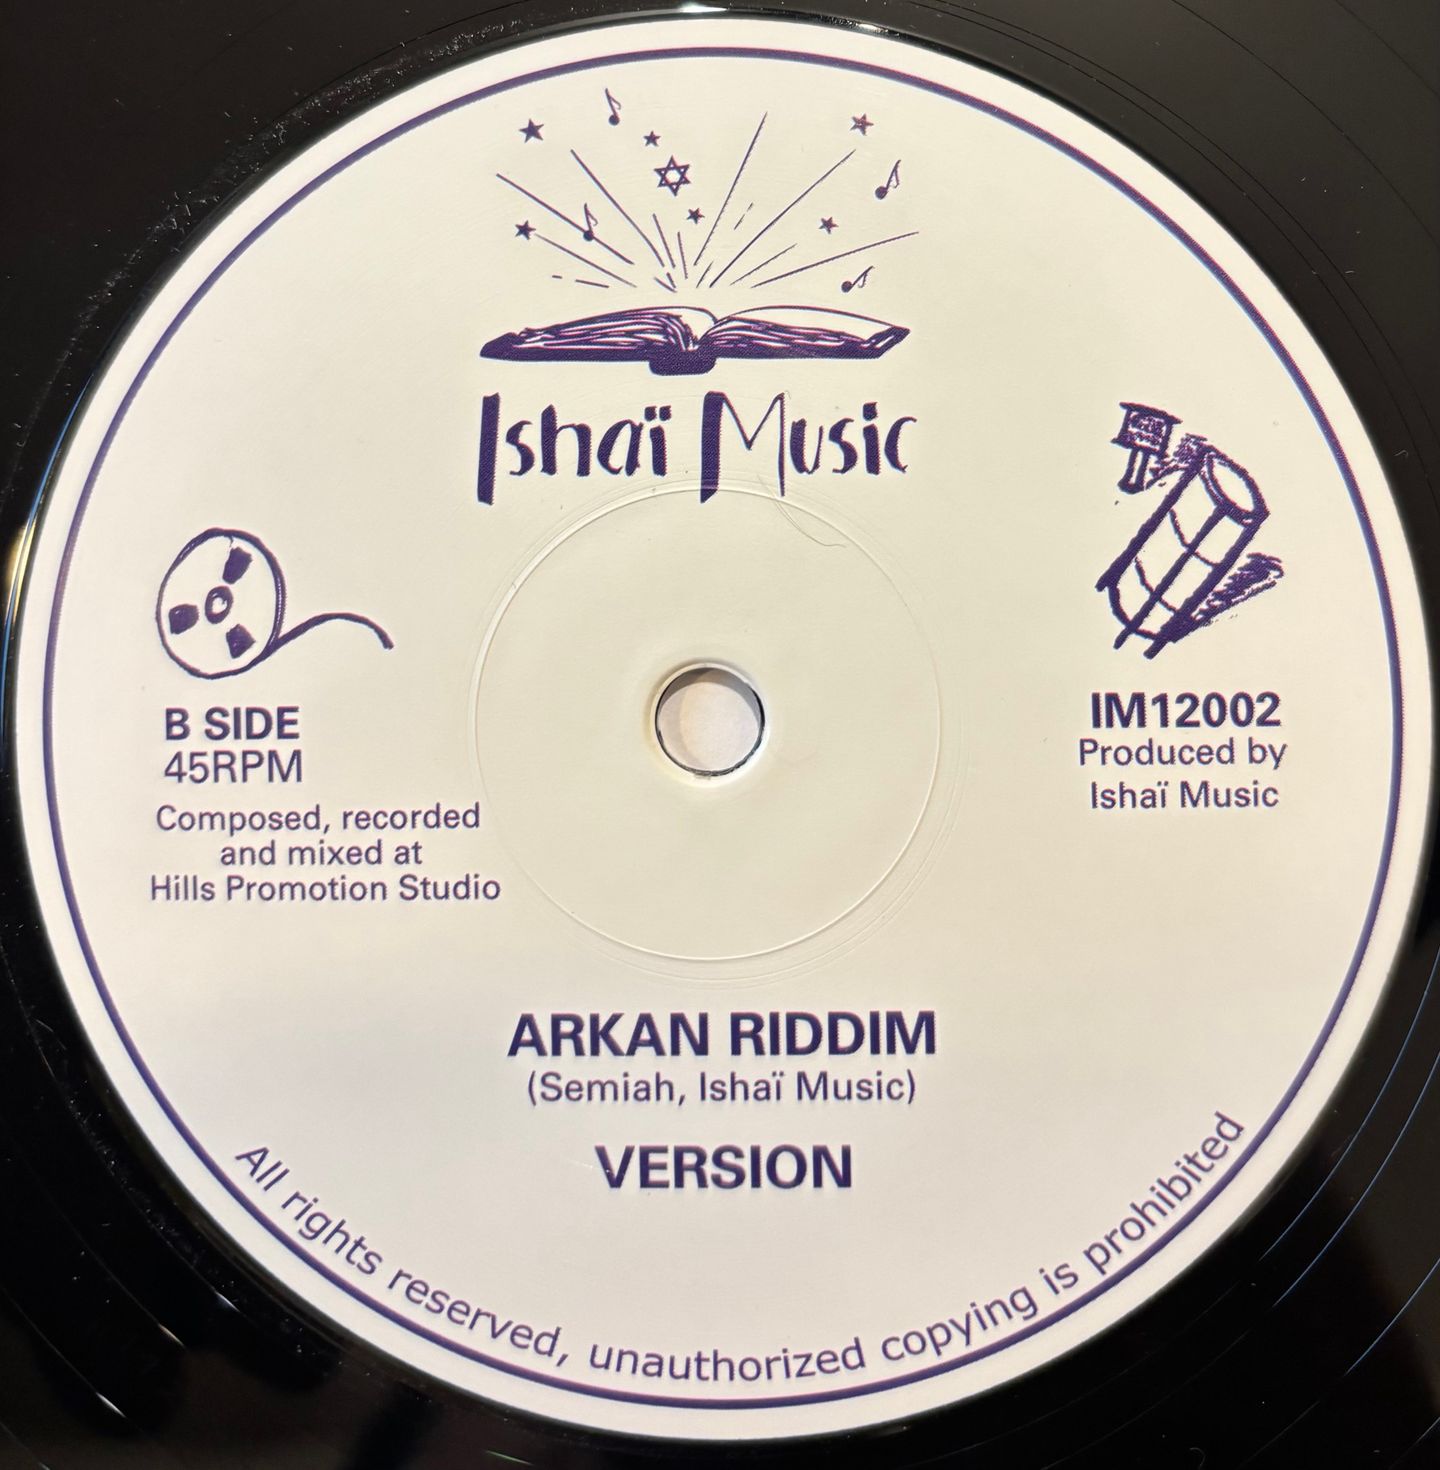 Ishaï Music
B SIDE
45RPM
Composed, recorded
and mixed at
Hills Promotion Studio
IM12002
Produced by
Ishaï Music
ARKAN RIDDIM
(Semiah, Ishaï Music)
VERSION
All rights reserved, unauthorized copying is prohibited